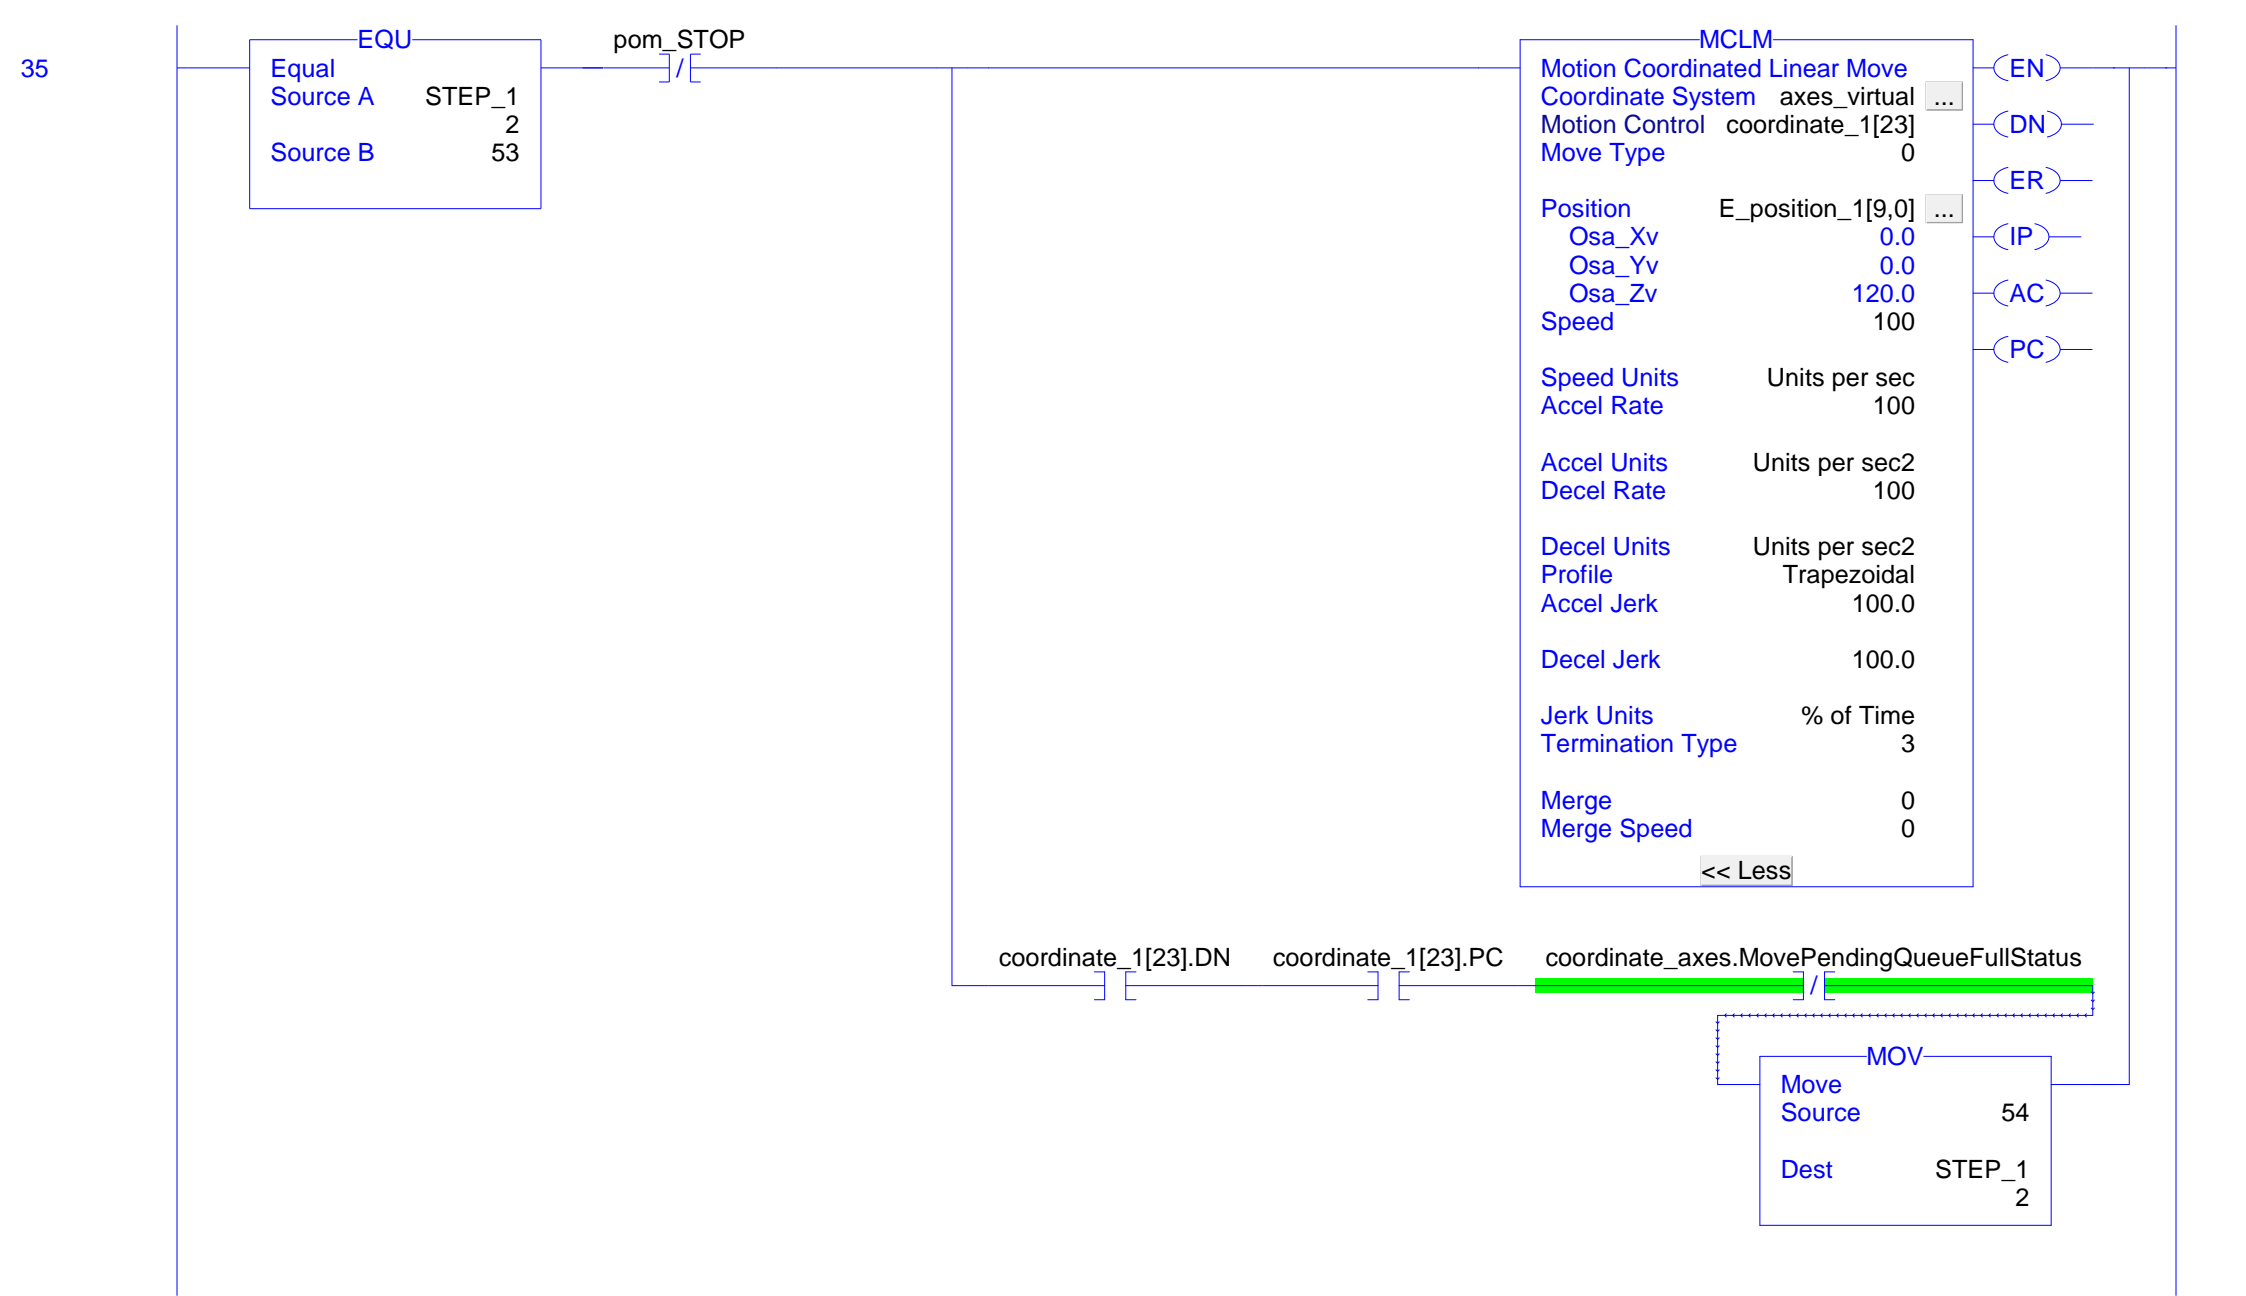 35
EQU
Equal
Source A STEP_1
2
Source B 53
pom_STOP
/
MCLM
Motion Coordinated Linear Move
Coordinate System axes_virtual ...
Motion Control coordinate_1[23]
Move Type 0
Position E_position_1[9,0] ...
Osa_Xv 0.0
Osa_Yv 0.0
Osa_Zv 120.0
Speed 100
Speed Units Units per sec
Accel Rate 100
Accel Units Units per sec2
Decel Rate 100
Decel Units Units per sec2
Profile Trapezoidal
Accel Jerk 100.0
Decel Jerk 100.0
Jerk Units % of Time
Termination Type 3
Merge 0
Merge Speed 0
<< Less
EN
DN
ER
IP
AC
PC
coordinate_1[23].DN
coordinate_1[23].PC
coordinate_axes.MovePendingQueueFullStatus
/
MOV
Move
Source 54
Dest STEP_1
2